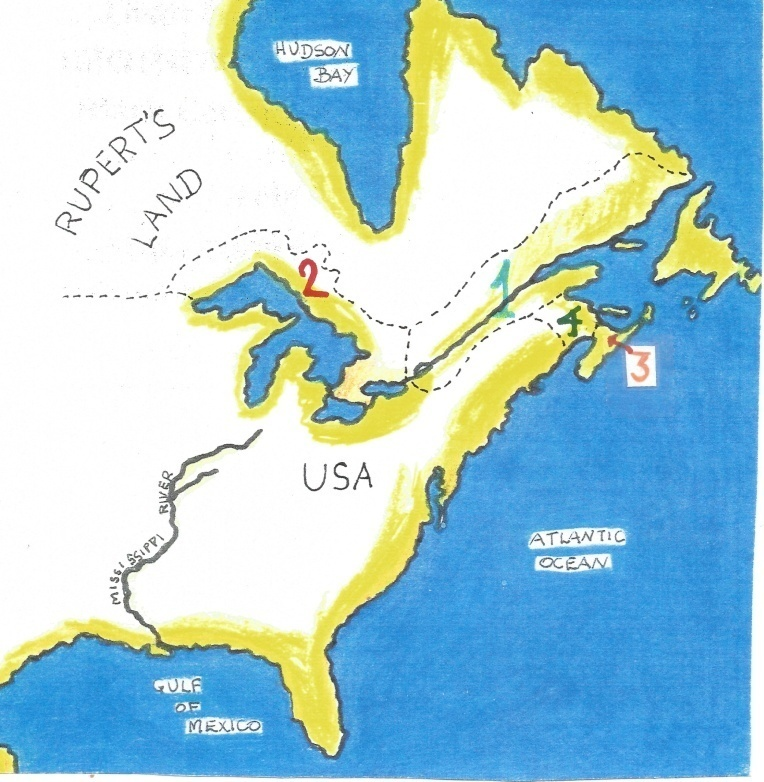 HUDSON
BAY
RUPERT'S
LAND
2
1
4
3
USA
MISSISSIPPI RIVER
ATLANTIC
OCEAN
GULF
OF
MEXICO